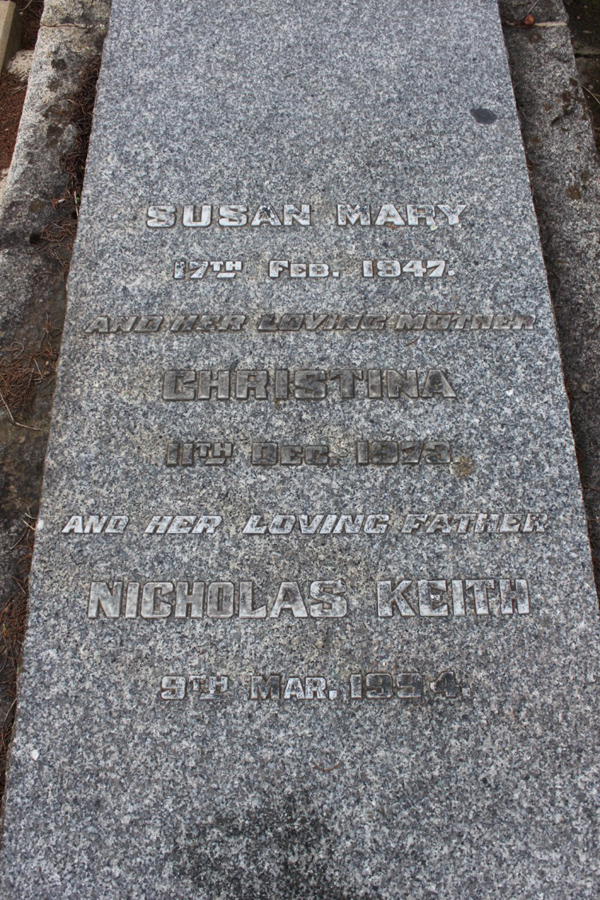 SUSAN MARY
17TH FEB. 1947.
AND HER LOVING MOTHER
CHRISTINA
11TH DEC. 1973
AND HER LOVING FATHER
NICHOLAS KEITH
9TH MAR. 1994.